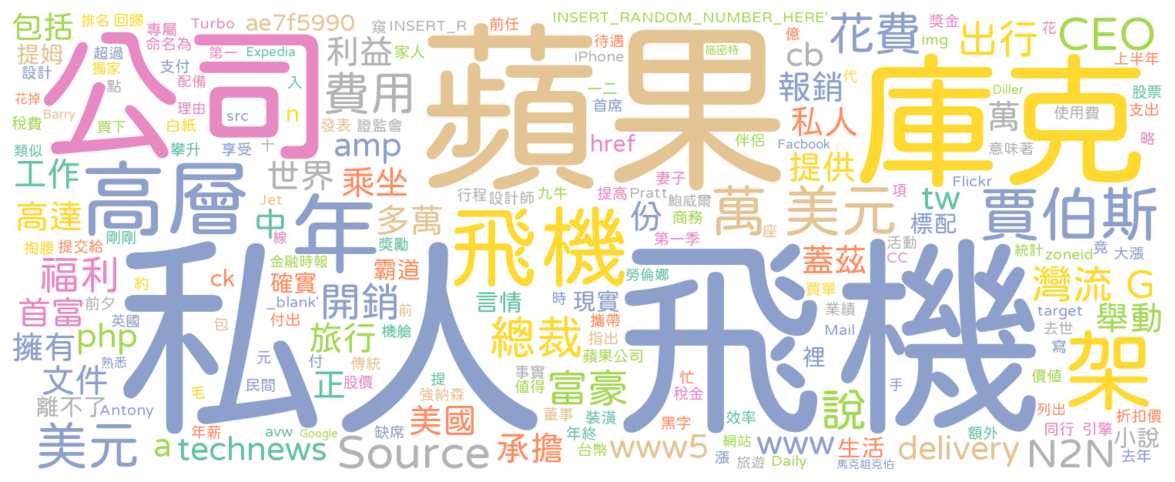 包括
排名 回歸
專屬
Turbo
ae7f5990
窺
INSERT_R
前任
INSERT_RANDOM_NUMBER_HERE'
億
花費
獎金
img
花
出行
CEO
提姆
命名為
第一
Expedia
利益
家人
待遇
iPhone
施密特
cb
代
上半年
設計
超過
支付
公司
蘋果
庫克
獨家
配備
入
費用
一二
報銷
Diller
股票
花掉
點
理由
src
n
首席
萬
使用費
支出
Barry
稅費
買下
白紙
發表
證監會
href
伴侶
私人
Facbook
意味著
略
類似
攀升
享受
十
amp
提供
Flickr
工作
高層
世界
乘坐
行程
設計師
九牛
妻子
提高
Pratt
鮑威爾
萬
美元
tw
項
賈伯斯
高達
中
年
Jet
多萬
飛機
份
商務
座
標配
掏腰
提交給
剛剛
線
獎勵
第一季
活動
CC
統計
zoneid
竟
大漲
福利
金融時報
霸道
勞倫娜
蓋茲
約
ck
確實
言情
時
現實
買單
業績
灣流 G
首富
前夕
_blank'
開銷
前
攜帶
Mail
target
去世
舉動
英國
包
付出
機艙
總裁
指出
私人飛機
擁有
php
旅行
蘋果公司
裡
寫
架
熟悉
元
付
傳統
事實
值得
忙
稅金
手
價值
文件
毛
民間
正
股價
提
強納森
富豪
說
列出
折扣價
離不了
Antony
美國
董事
裝潢
黑字
效率
同行
引擎
美元
a
年薪
avw
Google
缺席
承擔
年終
台幣
網站
www
生活
額外
小說
technews
Source
www5
漲
旅遊
Daily
馬克祖克伯
delivery
N2N
去年